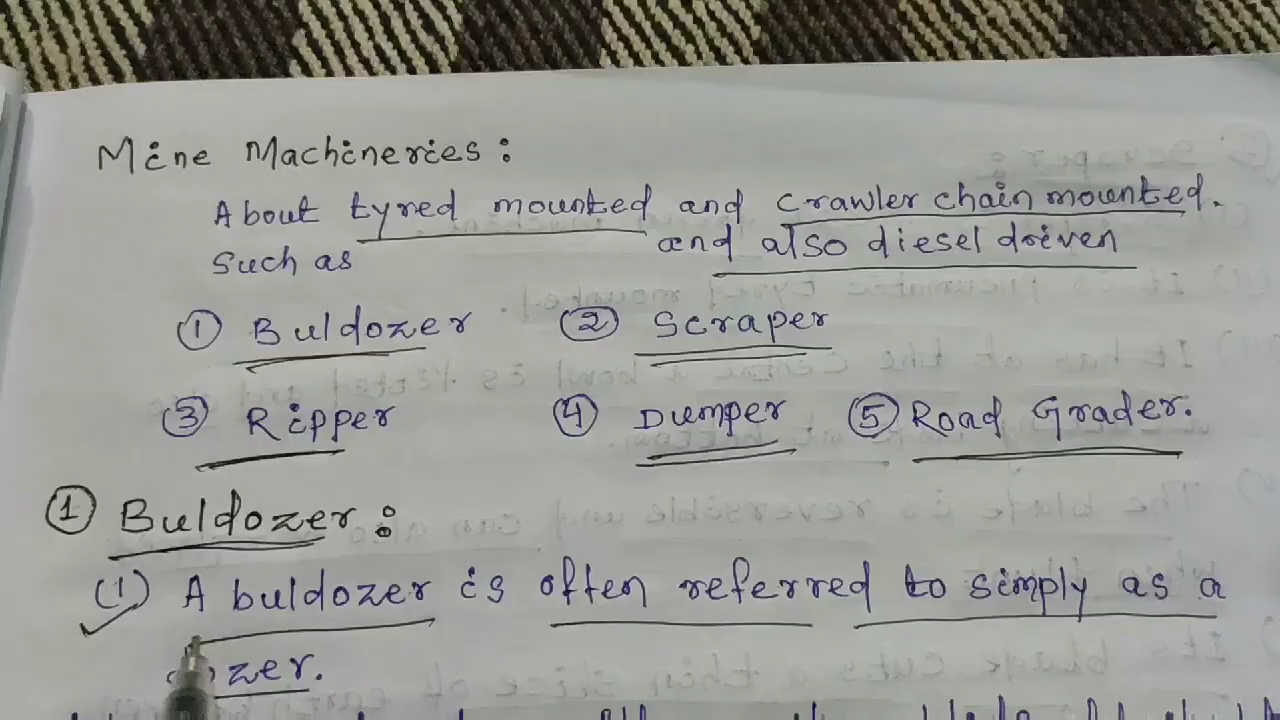 Mine Machineries:
About tyred mounted and crawler chain mounted.
Such as and also diesel driven
① Buldozer ② Scraper
③ Ripper ④ Dumper ⑤ Road Grader.
① Buldozer:
(1) A buldozer is often referred to simply as a
zer.